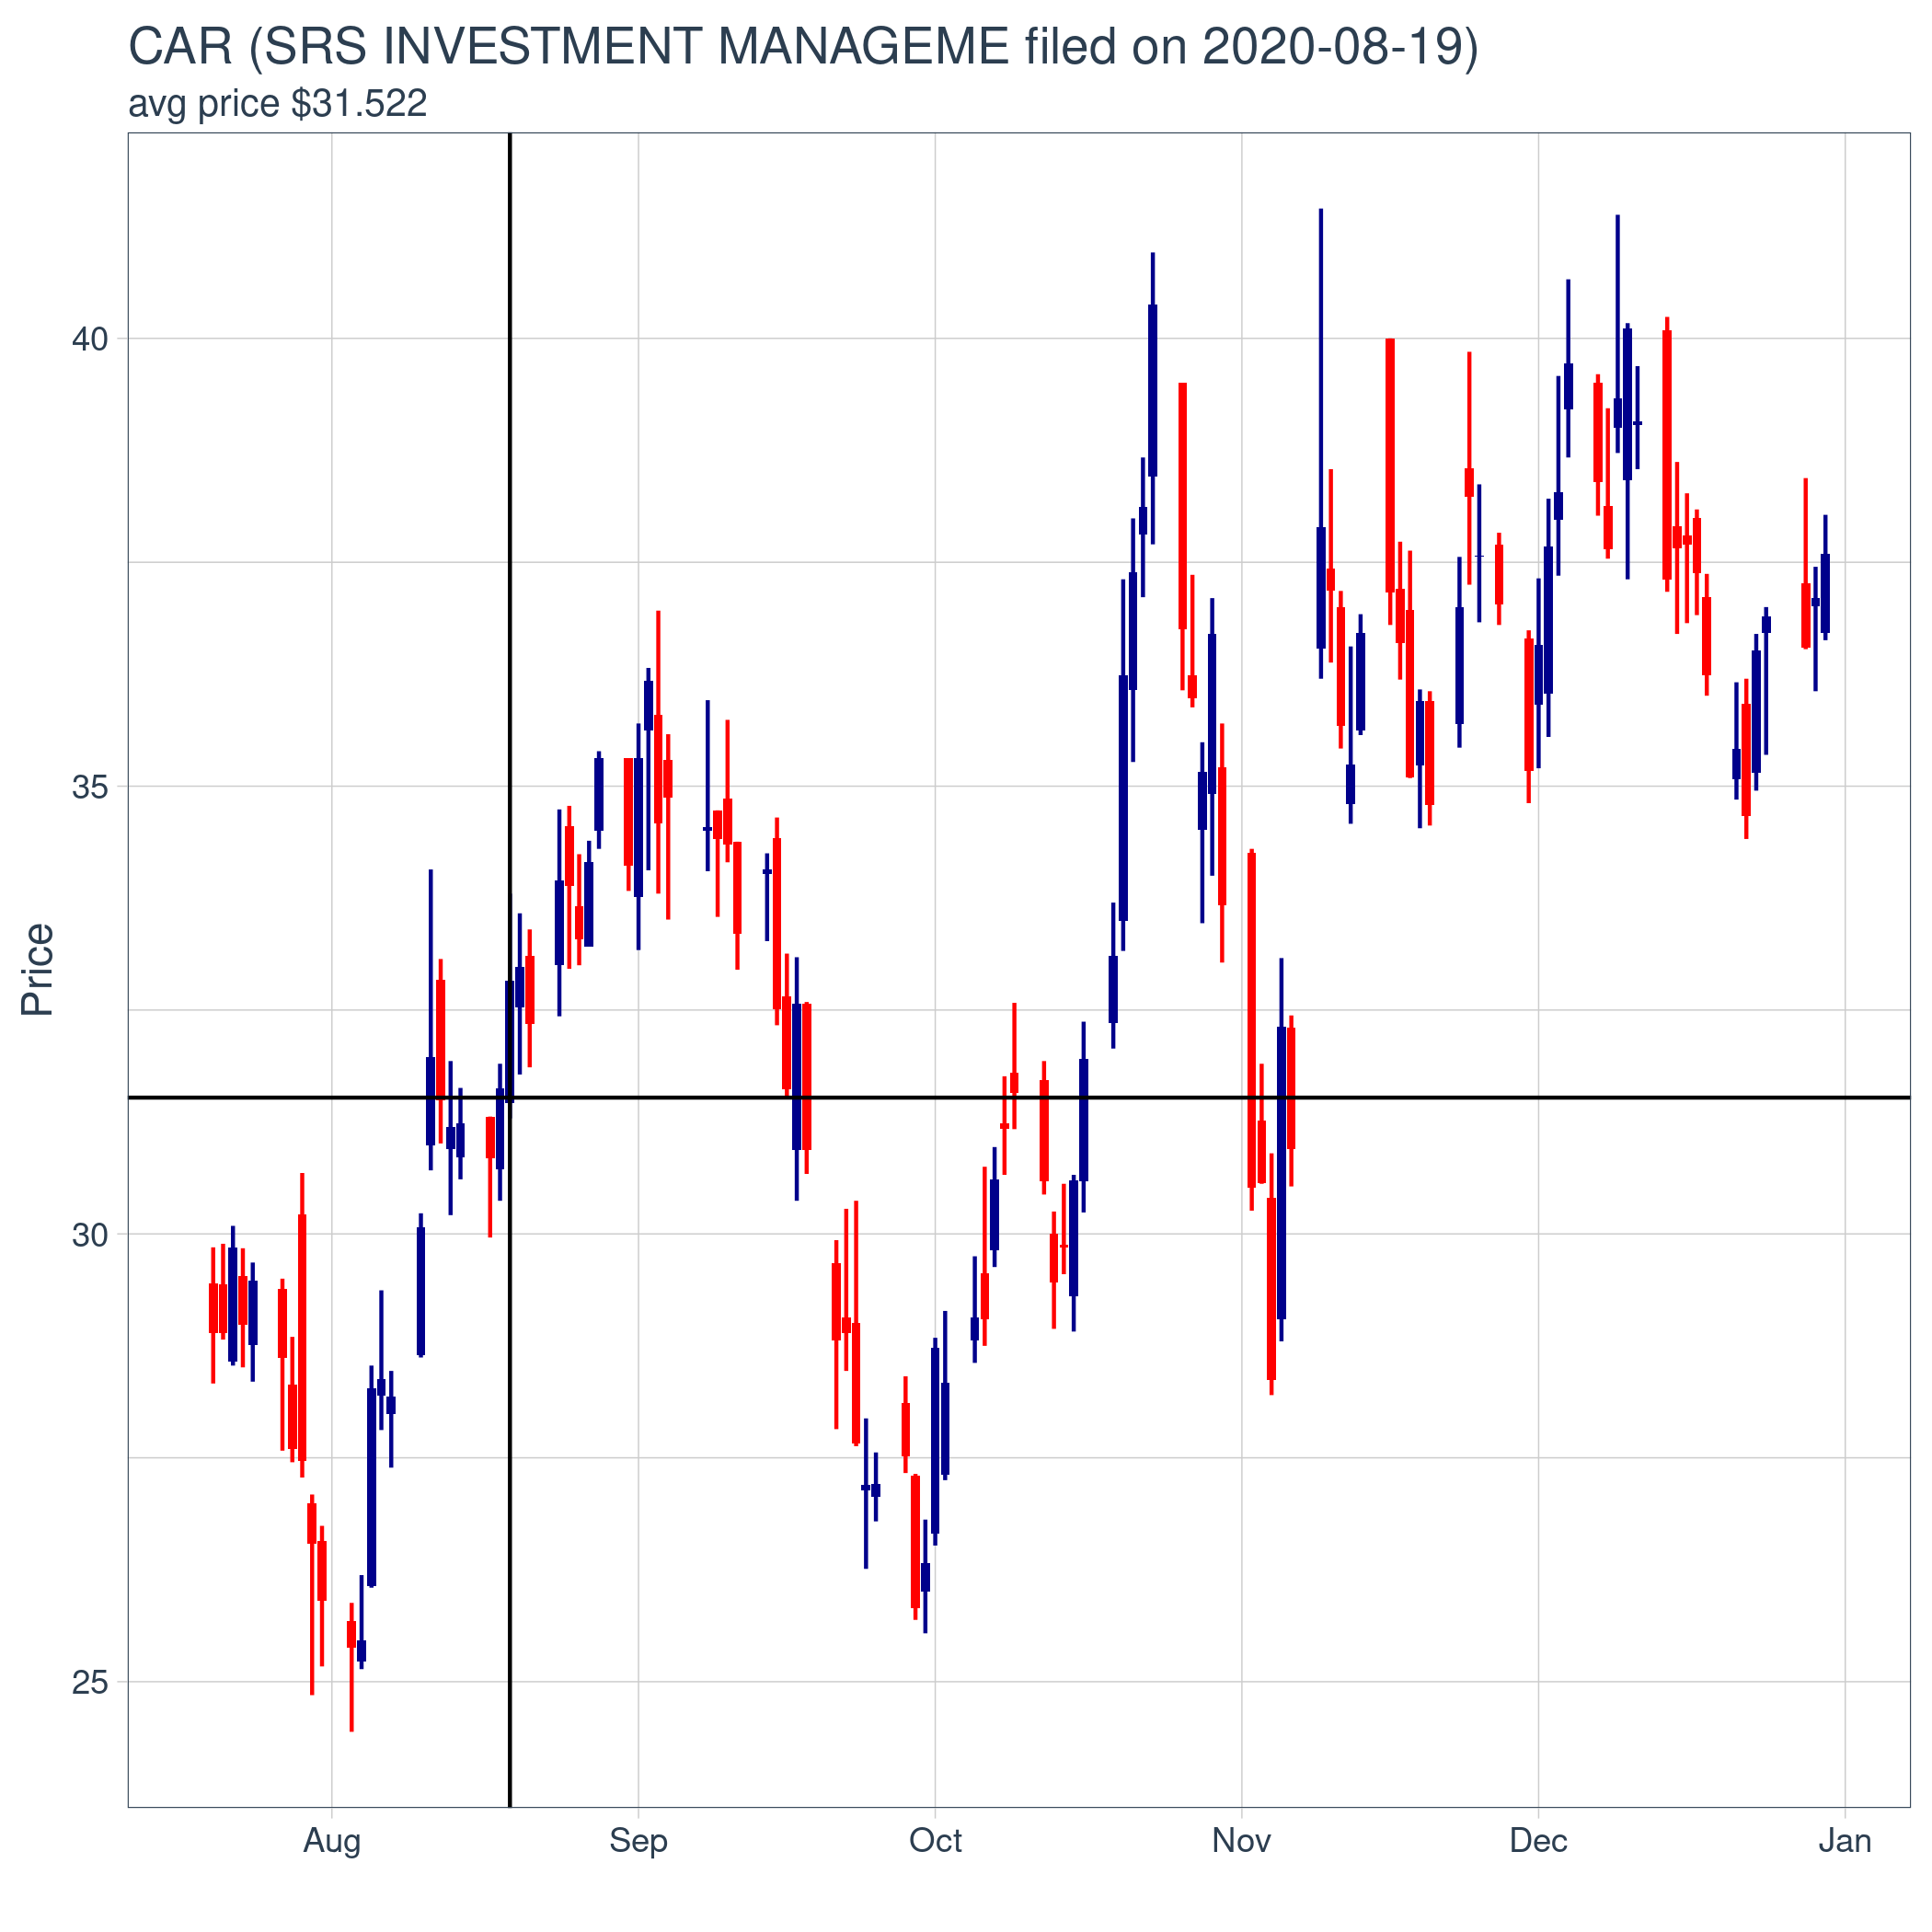 CAR (SRS INVESTMENT MANAGEME filed on 2020-08-19)
avg price $31.522
Price
40
35
30
25
Aug Sep Oct Nov Dec Jan